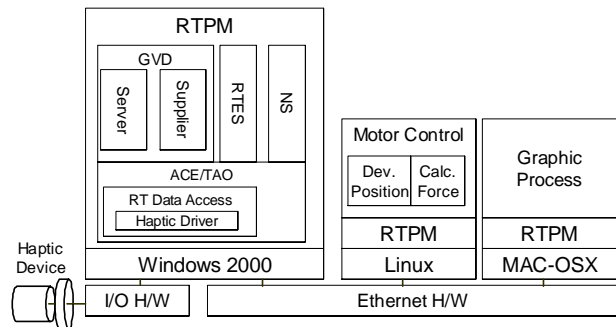 RTPM
GVD
Server
Supplier
RTES
NS
ACE/TAO
RT Data Access
Haptic Driver
Windows 2000
Motor Control
Dev.
Position
Calc.
Force
RTPM
Linux
Graphic
Process
RTPM
MAC-OSX
Haptic
Device
I/O H/W
Ethernet H/W